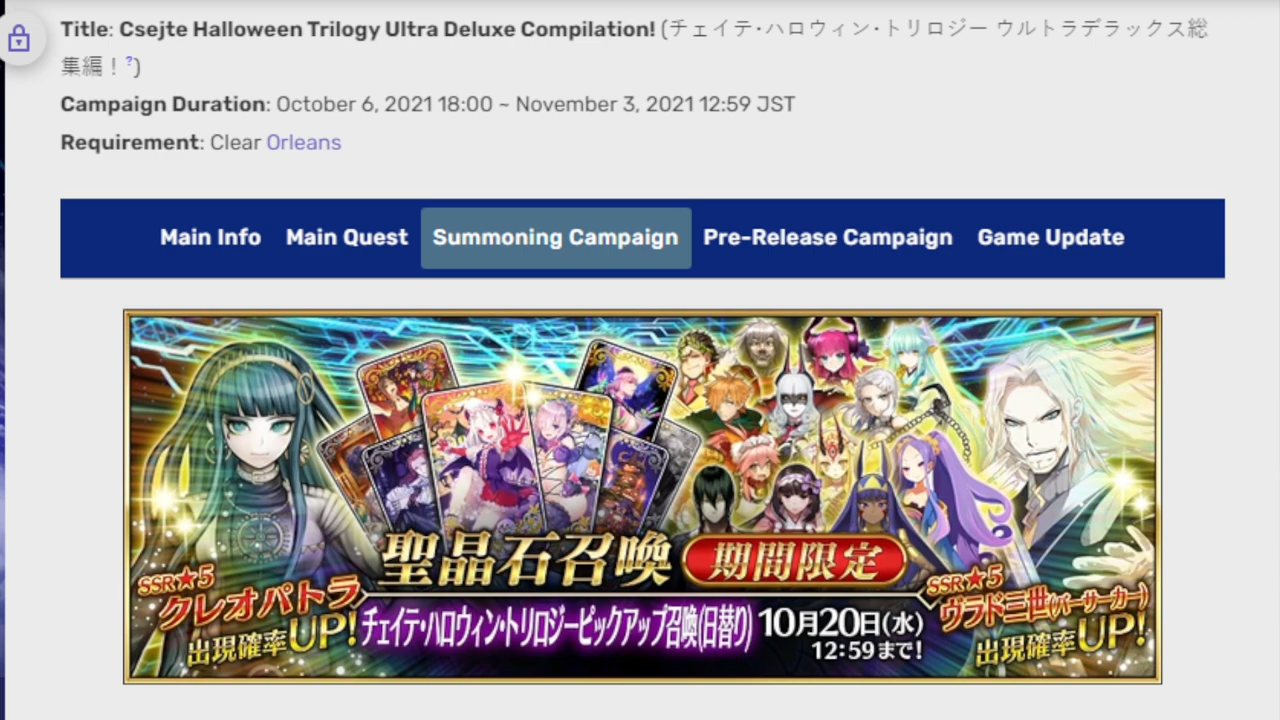 Title: Csejte Halloween Trilogy Ultra Deluxe Compilation! (チェイテ・ハロウィン・トリロジー ウルトラデラックス総
集編！?)
Campaign Duration: October 6, 2021 18:00 ~ November 3, 2021 12:59 JST
Requirement: Clear Orleans
Main Info Main Quest Summoning Campaign Pre-Release Campaign Game Update
聖晶石召喚 期間限定
SSR★5
クレオパトラ
出現確率UP!
チェイテ・ハロウィン・トリロジーピックアップ召喚(日替り)
10月20日(水)
12:59まで!
SSR★5
ヴラド三世(バーサーカー)
出現確率UP!